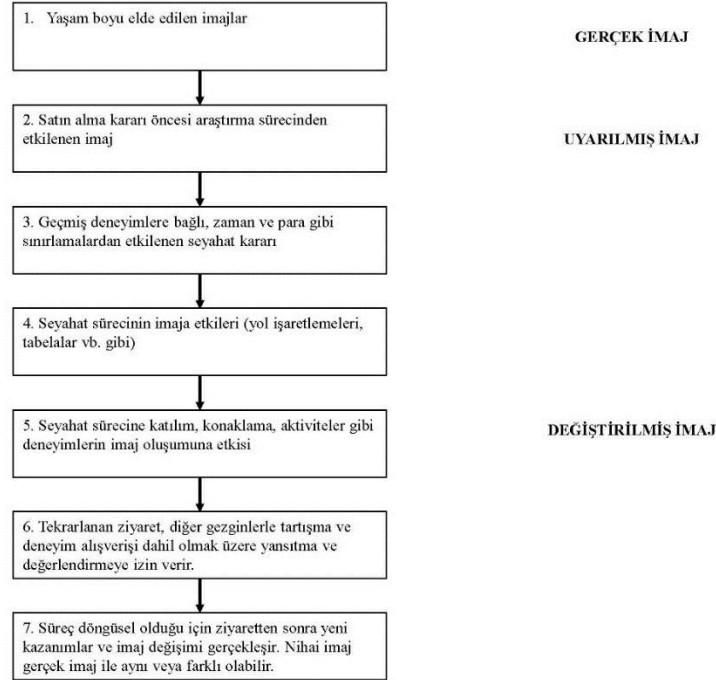 1. Yaşam boyu elde edilen imajlar
GERÇEK İMAJ
2. Satın alma kararı öncesi araştırma sürecinden
etkilenen imaj
UYARILMIŞ İMAJ
3. Geçmiş deneyimlere bağlı, zaman ve para gibi
sınırlamalardan etkilenen seyahat kararı
4. Seyahat sürecinin imaja etkileri (yol işaretlemeleri,
tabelalar vb. gibi)
5. Seyahat sürecine katılım, konaklama, aktiviteler gibi
deneyimlerin imaj oluşumuna etkisi
DEĞİŞTİRİLMİŞ İMAJ
6. Tekrarlanan ziyaret, diğer gezginlerle tartışma ve
deneyim alışverişi dahil olmak üzere yansıtma ve
değerlendirmeye izin verir.
7. Süreç döngüsel olduğu için ziyaretten sonra yeni
kazanımlar ve imaj değişimi gerçekleşir. Nihai imaj
gerçek imaj ile aynı veya farklı olabilir.